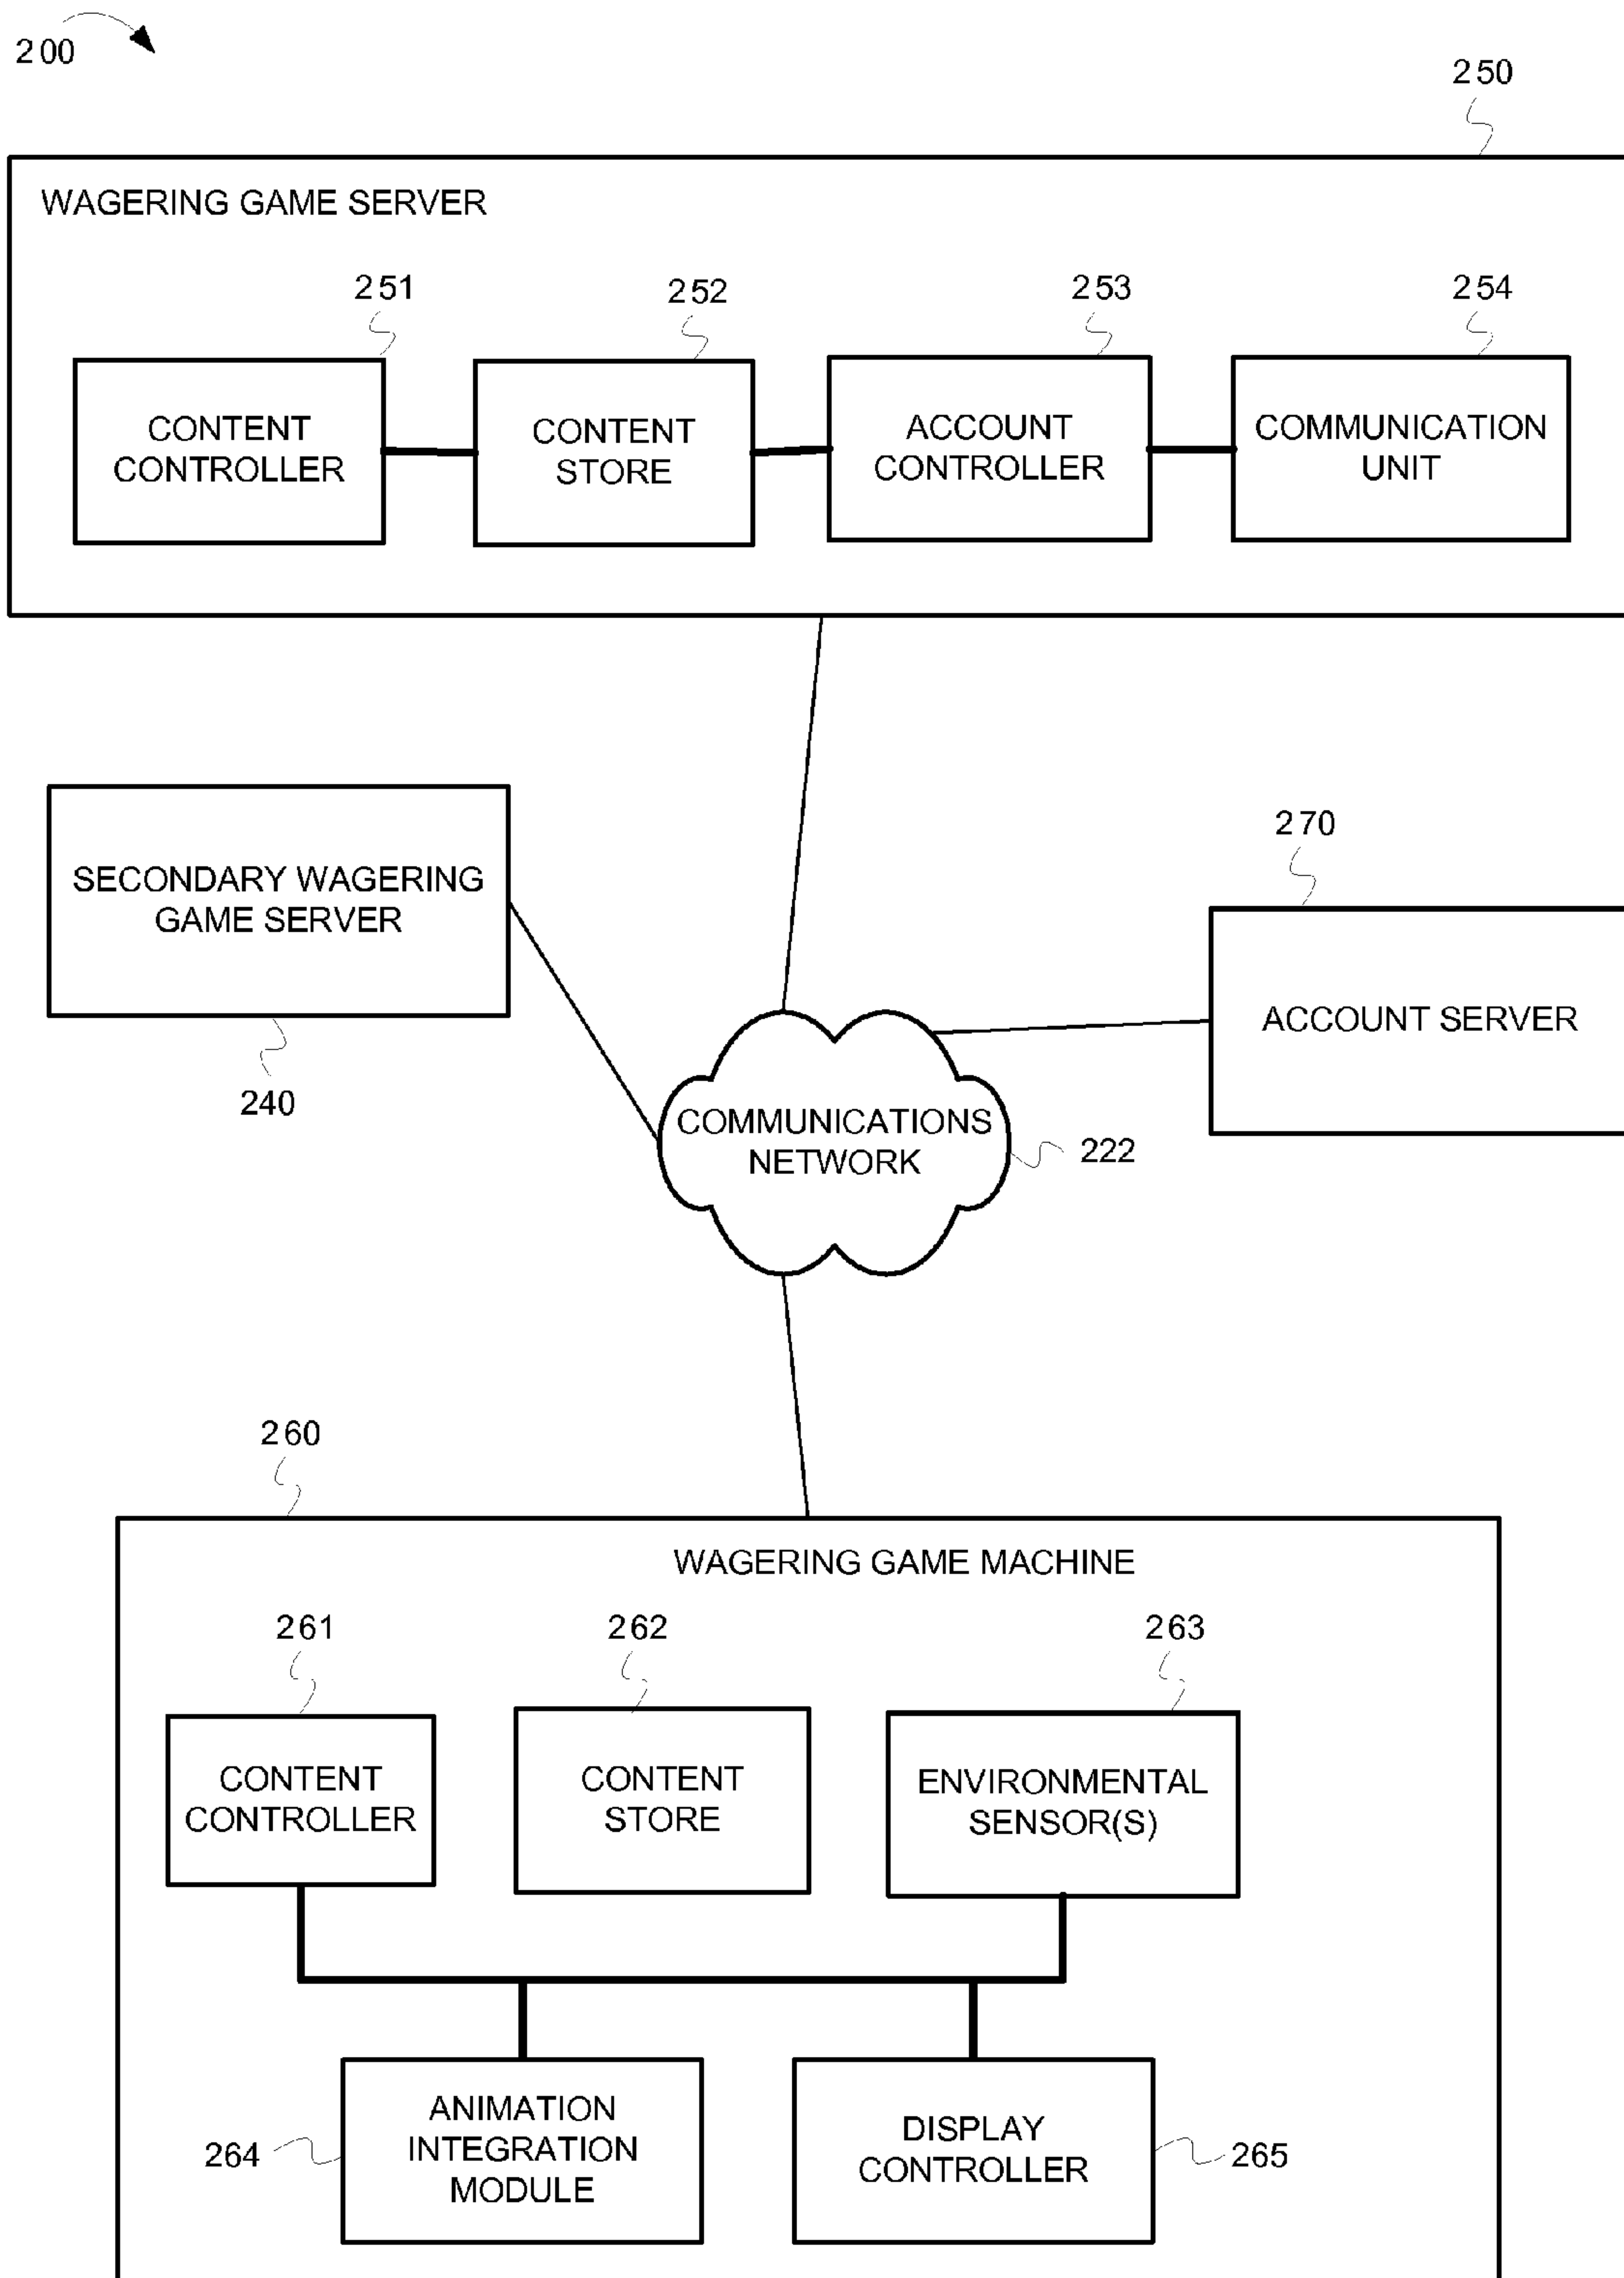 200
250
WAGERING GAME SERVER
251
252
253
254
CONTENT
CONTROLLER
CONTENT
STORE
ACCOUNT
CONTROLLER
COMMUNICATION
UNIT
SECONDARY WAGERING
GAME SERVER
240
270
ACCOUNT SERVER
COMMUNICATIONS
NETWORK
222
260
WAGERING GAME MACHINE
261
262
263
CONTENT
CONTROLLER
CONTENT
STORE
ENVIRONMENTAL
SENSOR(S)
264
ANIMATION
INTEGRATION
MODULE
DISPLAY
CONTROLLER
265